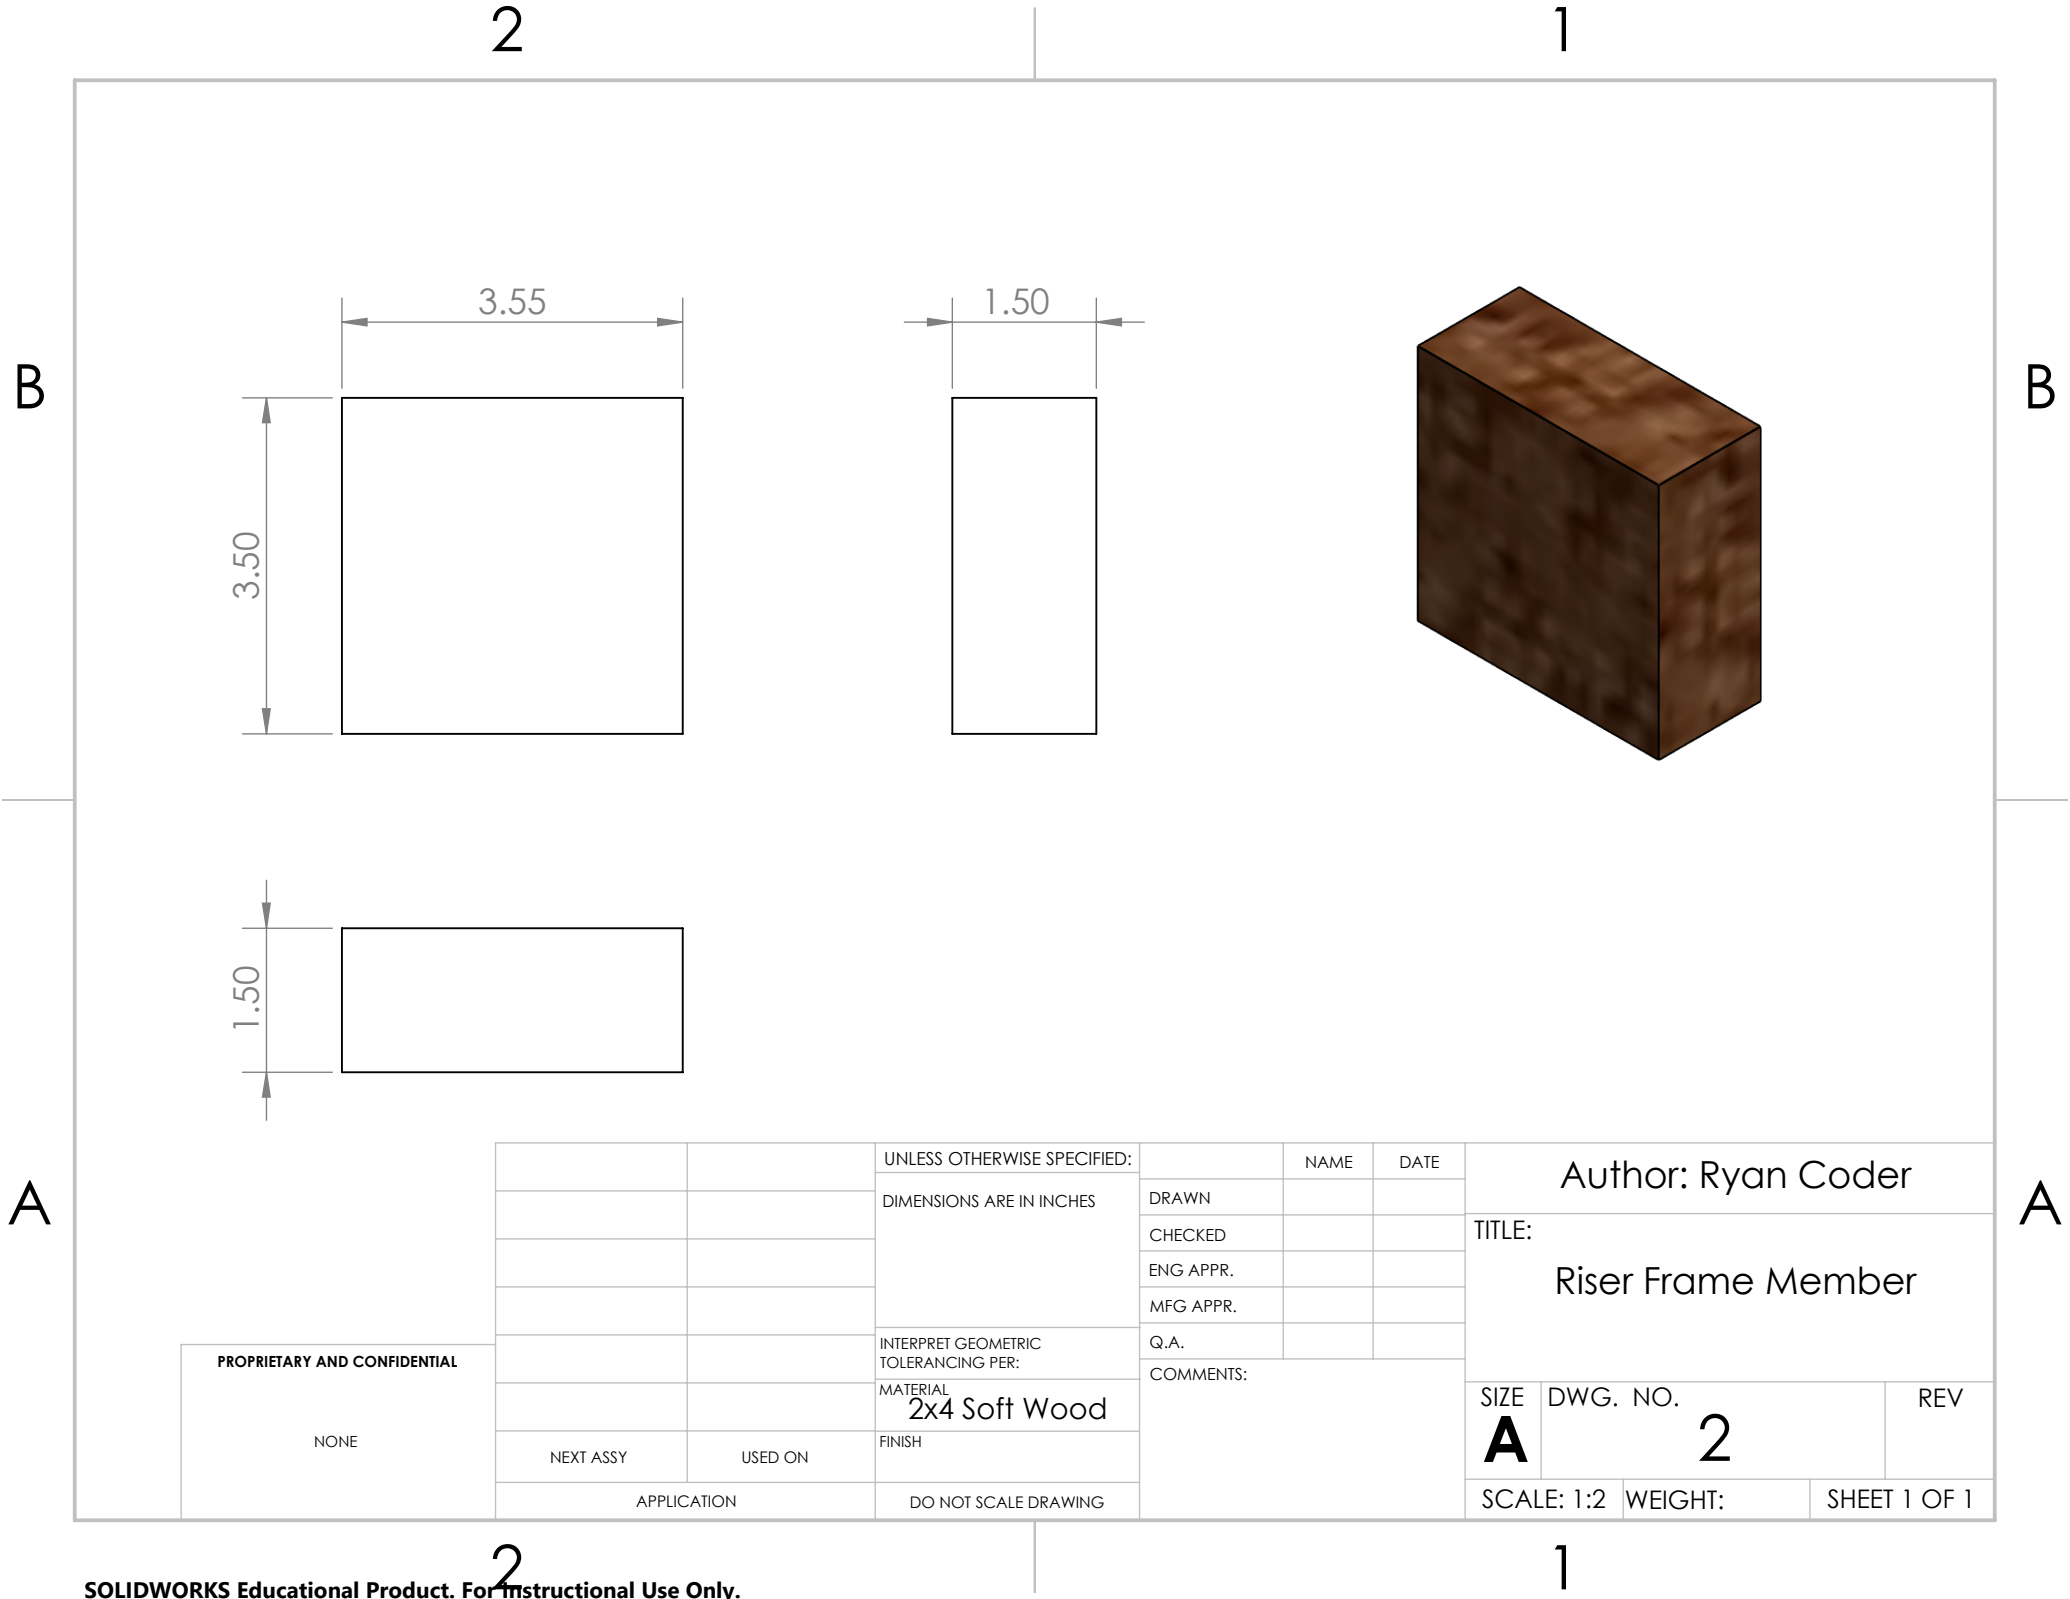 2
1
3.55
1.50
B
B
3.50
1.50
A
A
UNLESS OTHERWISE SPECIFIED:
DIMENSIONS ARE IN INCHES
INTERPRET GEOMETRIC
TOLERANCING PER:
MATERIAL
2x4 Soft Wood
FINISH
DO NOT SCALE DRAWING
NAME
DATE
DRAWN
CHECKED
ENG APPR.
MFG APPR.
Q.A.
COMMENTS:
Author: Ryan Coder
TITLE:
Riser Frame Member
SIZE
A
DWG. NO.
2
REV
SCALE: 1:2
WEIGHT:
SHEET 1 OF 1
PROPRIETARY AND CONFIDENTIAL
NONE
NEXT ASSY
USED ON
APPLICATION
2
1
SOLIDWORKS Educational Product. For Instructional Use Only.